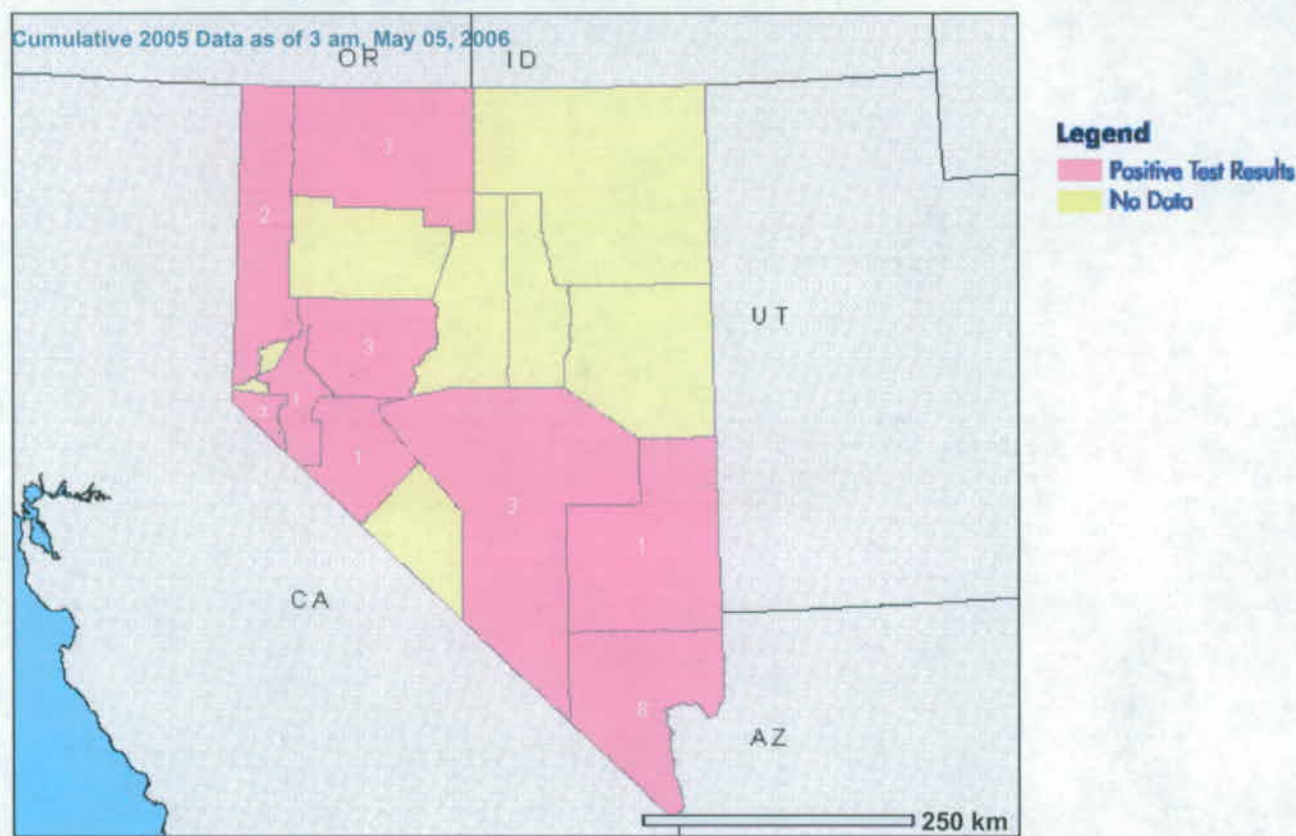 Cumulative 2005 Data as of 3 am, May 05, 2006
OR
ID
Legend
Positive Test Results
No Data
3
2
UT
3
1
1
3
1
CA
8
AZ
250 km